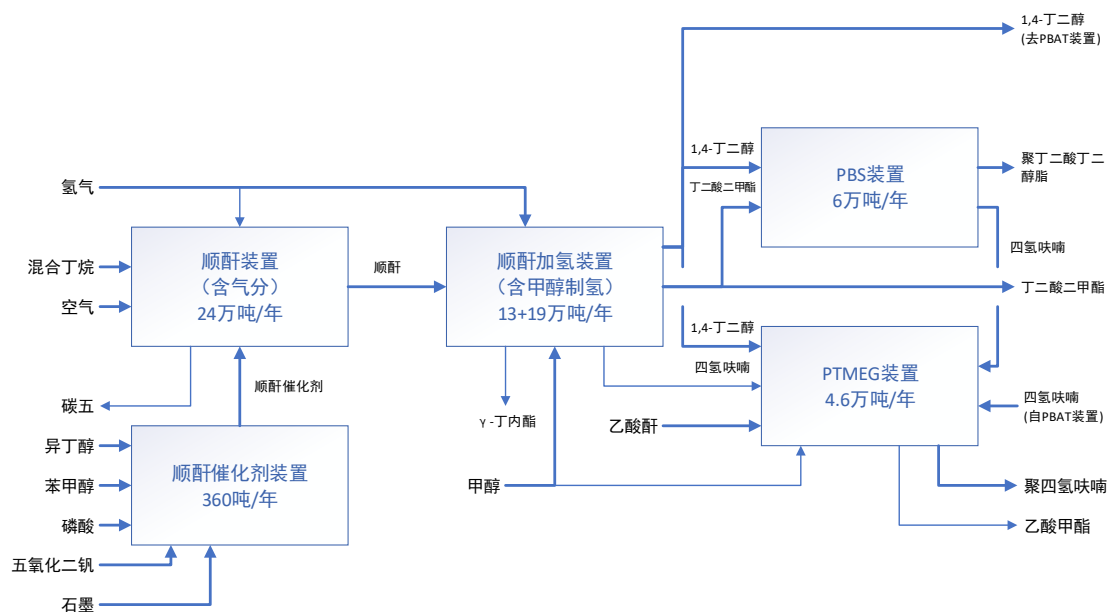 1,4-丁二醇
(去PBAT装置)
氢气
1,4-丁二醇
丁二酸二甲酯
PBS装置
6万吨/年
聚丁二酸丁二
醇脂
四氢呋喃
混合丁烷
空气
顺酐装置
（含气分）
24万吨/年
顺酐
顺酐加氢装置
（含甲醇制氢）
13+19万吨/年
丁二酸二甲酯
1,4-丁二醇
四氢呋喃
PTMEG装置
4.6万吨/年
四氢呋喃
(自PBAT装置)
碳五
顺酐催化剂
γ-丁内酯
乙酸酐
异丁醇
苯甲醇
磷酸
五氧化二钒
石墨
顺酐催化剂装置
360吨/年
甲醇
聚四氢呋喃
乙酸甲酯